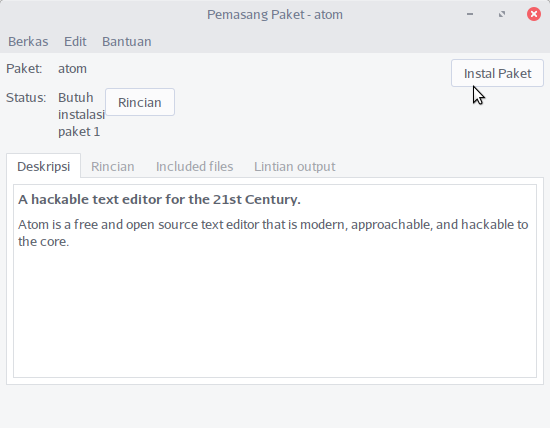 Pemasang Paket - atom
Berkas Edit Bantuan
Paket: atom
Instal Paket
Status: Butuh instalasi paket 1
Rincian
Deskripsi Rincian Included files Lintian output
A hackable text editor for the 21st Century.
Atom is a free and open source text editor that is modern, approachable, and hackable to
the core.